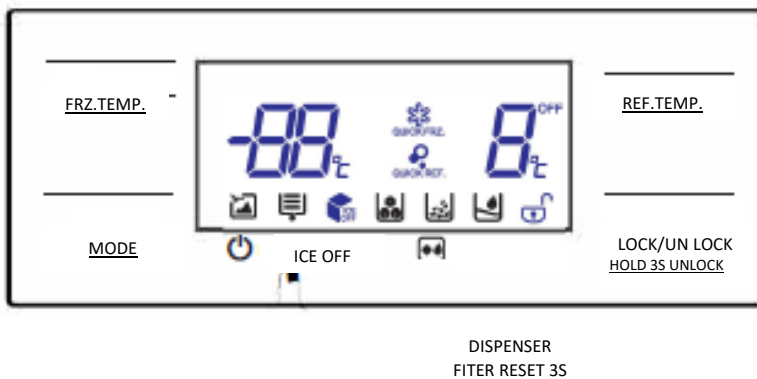 FRZ.TEMP.
-88℃
QUICK FRZ.
QUICK REF.
8℃
OFF
REF.TEMP.
MODE
ICE OFF
LOCK/UN LOCK
HOLD 3S UNLOCK
DISPENSER
FITER RESET 3S